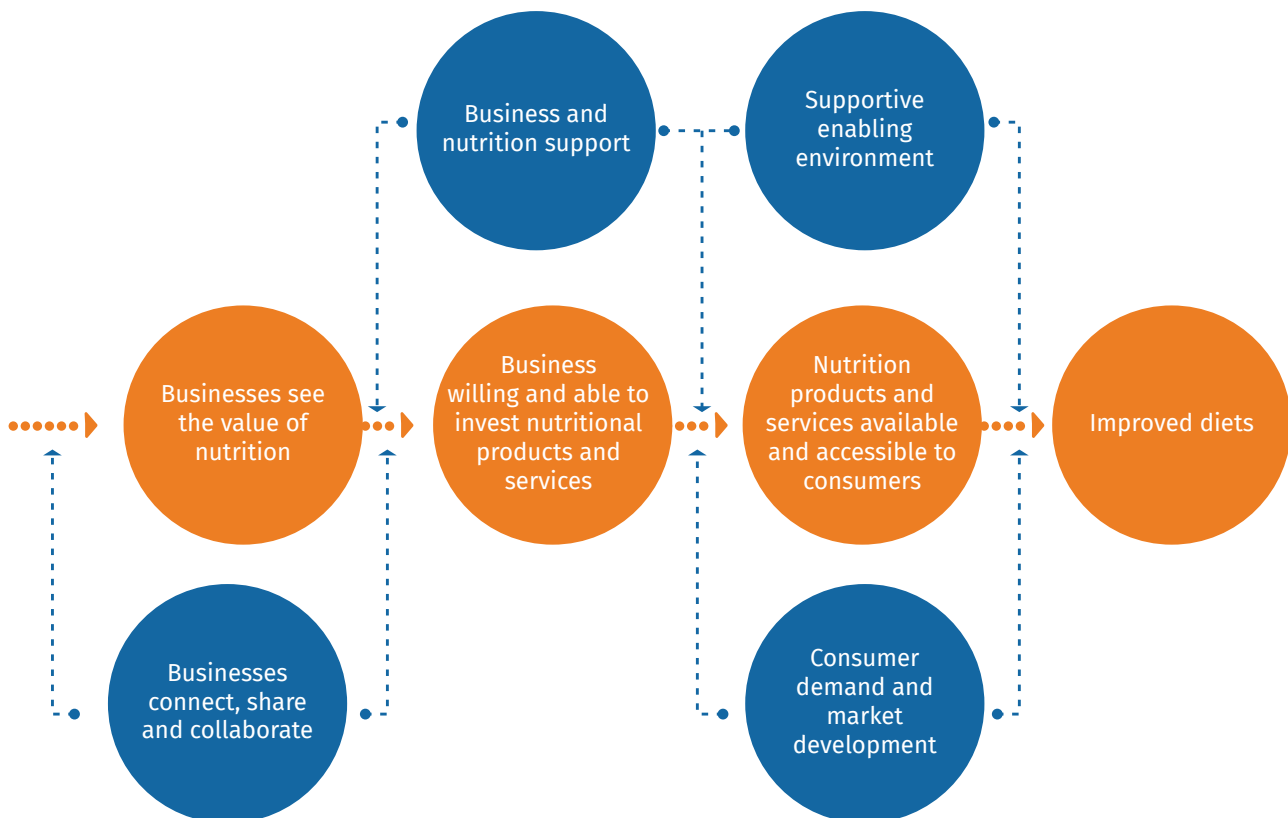 Business and
nutrition support
Supportive
enabling
environment
Businesses see
the value of
nutrition
Business
willing and able to
invest nutritional
products and
services
Nutrition
products and
services available
and accessible to
consumers
Improved diets
Businesses
connect, share
and collaborate
Consumer
demand and
market
development